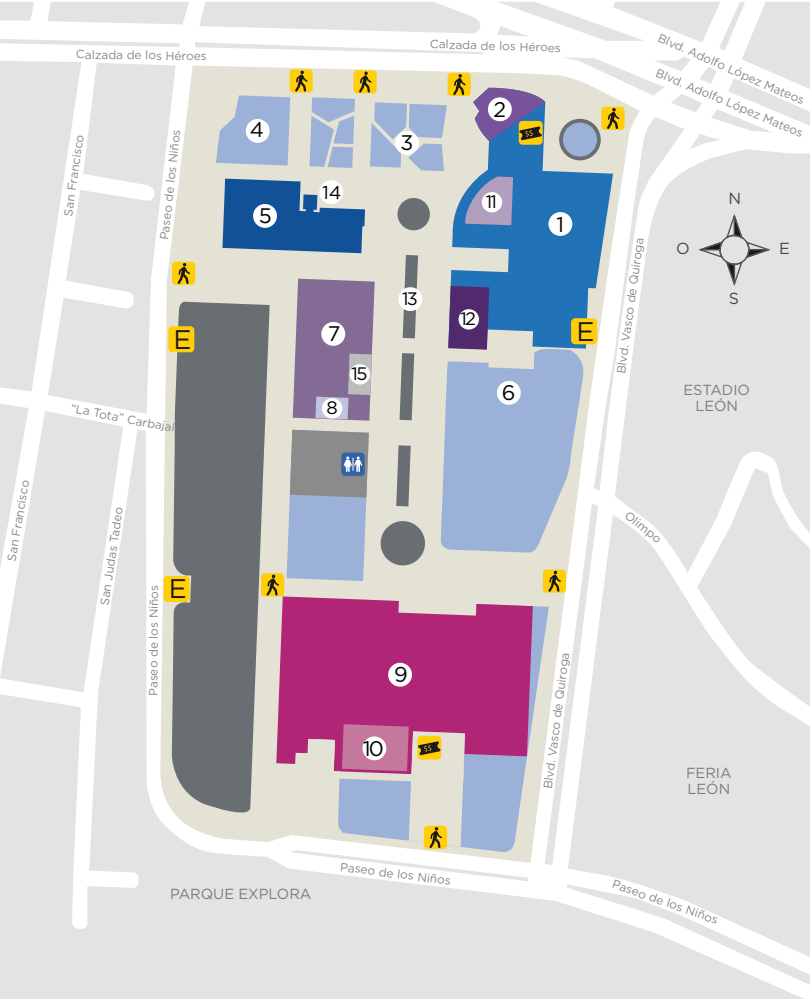 Calzada de los Héroes
Calzada de los Héroes
Blvd. Adolfo López Mateos
Blvd. Adolfo López Mateos
2
$$
4
3
San Francisco
Paseo de los Niños
14
5
11
1
N
O
E
S
Blvd. Vasco de Quiroga
13
12
7
E
E
15
8
6
ESTADIO
LEÓN
"La Tota" Carbajal
San Francisco
San Judas Tadeo
Olimpo
E
Paseo de los Niños
9
Blvd. Vasco de Quiroga
10
$$
FERIA
LEÓN
Paseo de los Niños
PARQUE EXPLORA
Paseo de los Niños